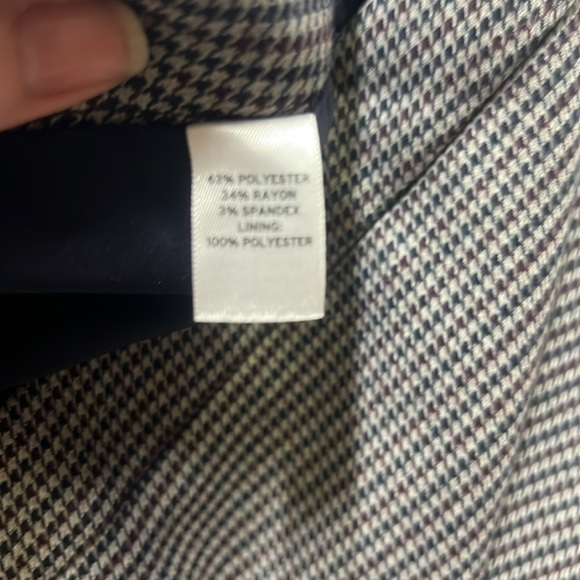 63% POLYESTER
34% RAYON
3% SPANDEX
LINING:
100% POLYESTER